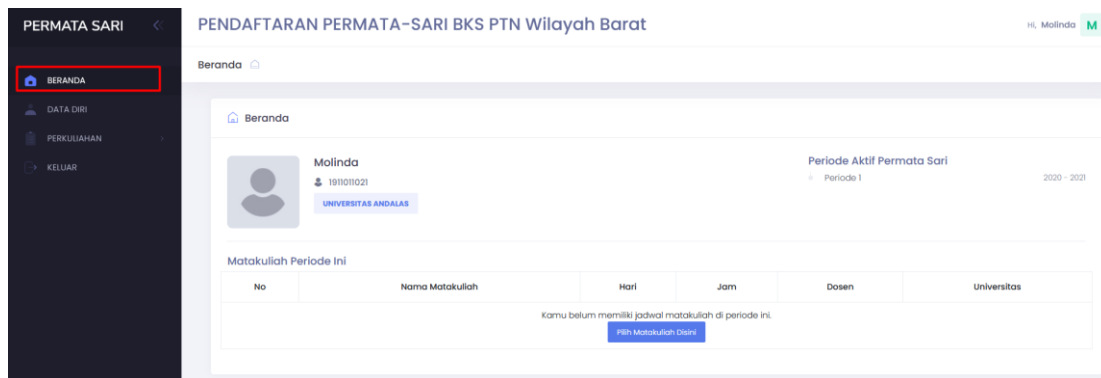 PERMATA SARI
PENDAFTARAN PERMATA-SARI BKS PTN Wilayah Barat
Hi, Molinda M
Beranda
BERANDA
DATA DIRI
PERKULIAHAN
KELUAR
Beranda
Molinda
1911011021
UNIVERSITAS ANDALAS
Periode Aktif Permata Sari
Periode 1 2020 - 2021
Matakuliah Periode Ini
No Nama Matakuliah Hari Jam Dosen Universitas
Kamu belum memiliki jadwal matakuliah di periode ini.
Pilih Matakuliah Disini